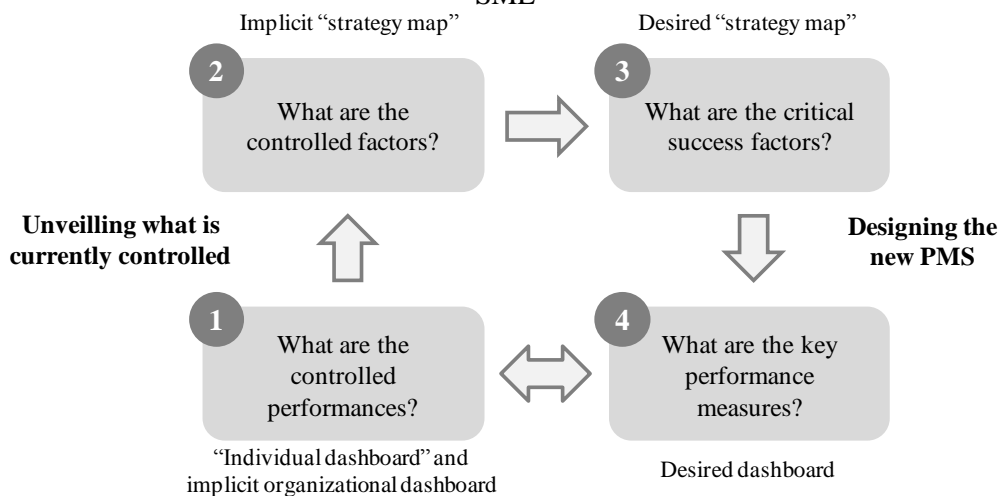 SME
Implicit “strategy map”
Desired “strategy map”
2
What are the
controlled factors?
3
What are the critical
success factors?
Unveilling what is
currently controlled
Designing the
new PMS
1
What are the
controlled
performances?
4
What are the key
performance
measures?
“Individual dashboard” and
implicit organizational dashboard
Desired dashboard